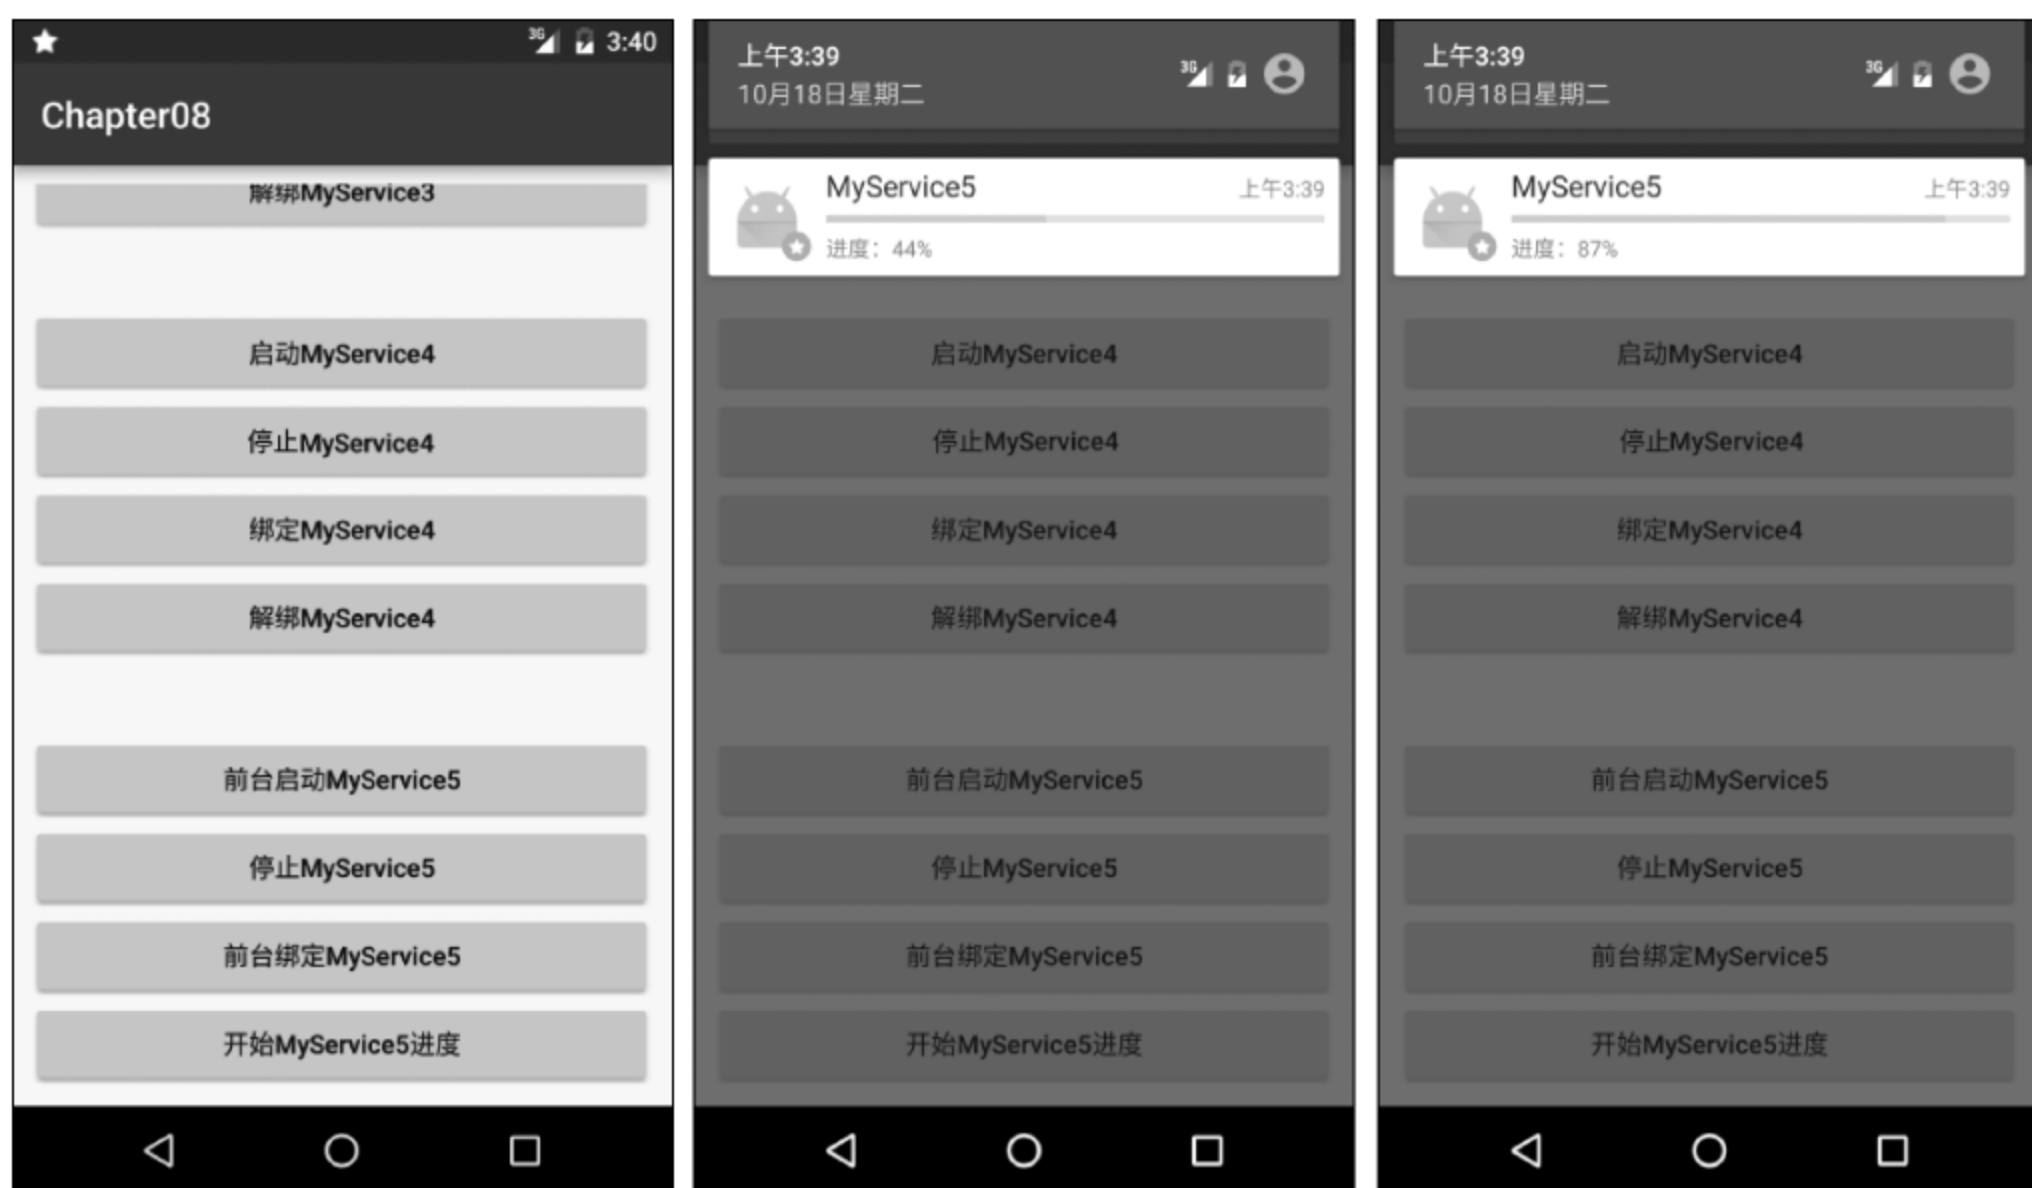 3G 3:40
Chapter08
解绑MyService3
启动MyService4
停止MyService4
绑定MyService4
解绑MyService4
前台启动MyService5
停止MyService5
前台绑定MyService5
开始MyService5进度
上午3:39
10月18日星期二
3G
MyService5
上午3:39
进度：44%
启动MyService4
停止MyService4
绑定MyService4
解绑MyService4
前台启动MyService5
停止MyService5
前台绑定MyService5
开始MyService5进度
上午3:39
10月18日星期二
3G
MyService5
上午3:39
进度：87%
启动MyService4
停止MyService4
绑定MyService4
解绑MyService4
前台启动MyService5
停止MyService5
前台绑定MyService5
开始MyService5进度